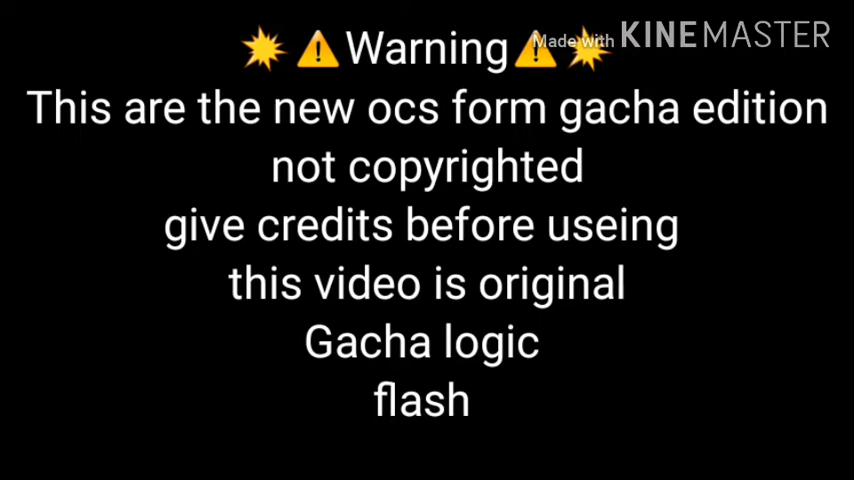 💥⚠️Warning⚠️💥
Made with KINEMASTER
This are the new ocs form gacha edition
not copyrighted
give credits before useing
this video is original
Gacha logic
flash